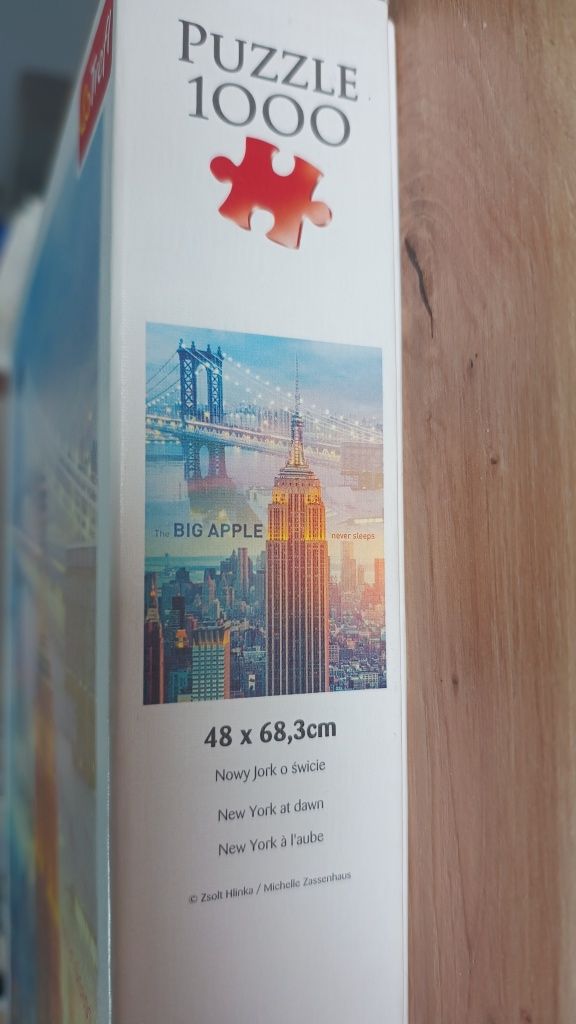 Trefl
PUZZLE
1000
The BIG APPLE never sleeps
48 x 68,3cm
Nowy Jork o świcie
New York at dawn
New York à l'aube
© Zsolt Hlinka / Michelle Zassenhaus